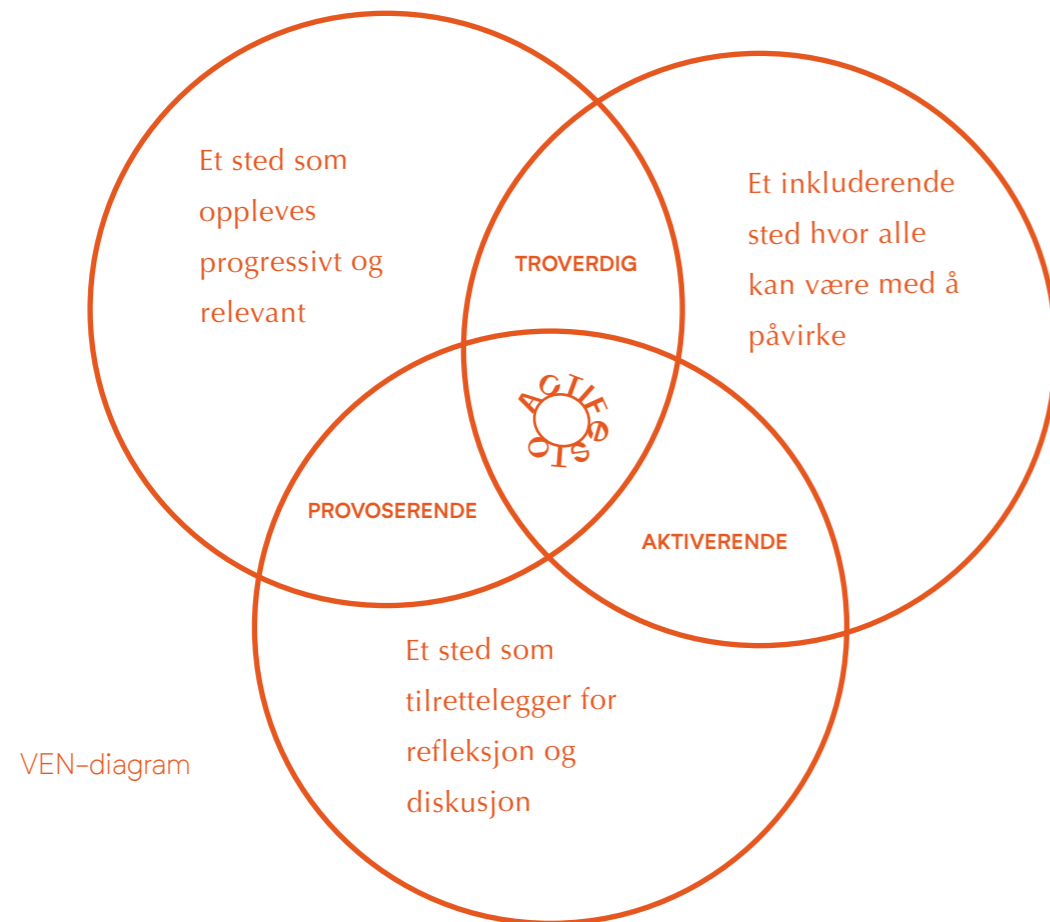 Et sted som
oppleves
progressivt og
relevant
Et inkluderende
sted hvor alle
kan være med å
påvirke
TROVERDIG
ACTIFesTO
PROVOSERENDE
AKTIVERENDE
Et sted som
tilrettelegger for
refleksjon og
diskusjon
VEN-diagram